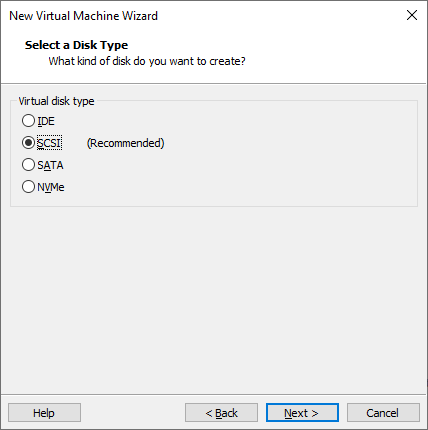 New Virtual Machine Wizard
Select a Disk Type
What kind of disk do you want to create?
Virtual disk type
IDE
SCSI (Recommended)
SATA
NVMe
Help < Back Next > Cancel